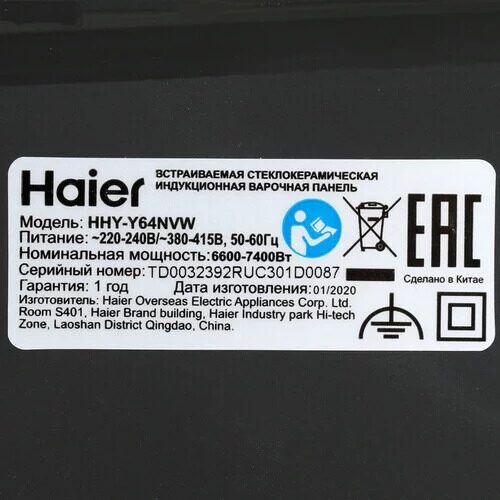 Haier
ВСТРАИВАЕМАЯ СТЕКЛОКЕРАМИЧЕСКАЯ
ИНДУКЦИОННАЯ ВАРОЧНАЯ ПАНЕЛЬ
Модель: HHY-Y64NVW
Питание: ~220-240В/~380-415В, 50-60Гц
Номинальная мощность: 6600-7400Вт
Серийный номер: TD0032392RUC301D0087
Гарантия: 1 год Дата изготовления: 01/2020
Изготовитель: Haier Overseas Electric Appliances Corp. Ltd.
Room S401, Haier Brand building, Haier Industry park Hi-tech
Zone, Laoshan District Qingdao, China.
EAC
Сделано в Китае